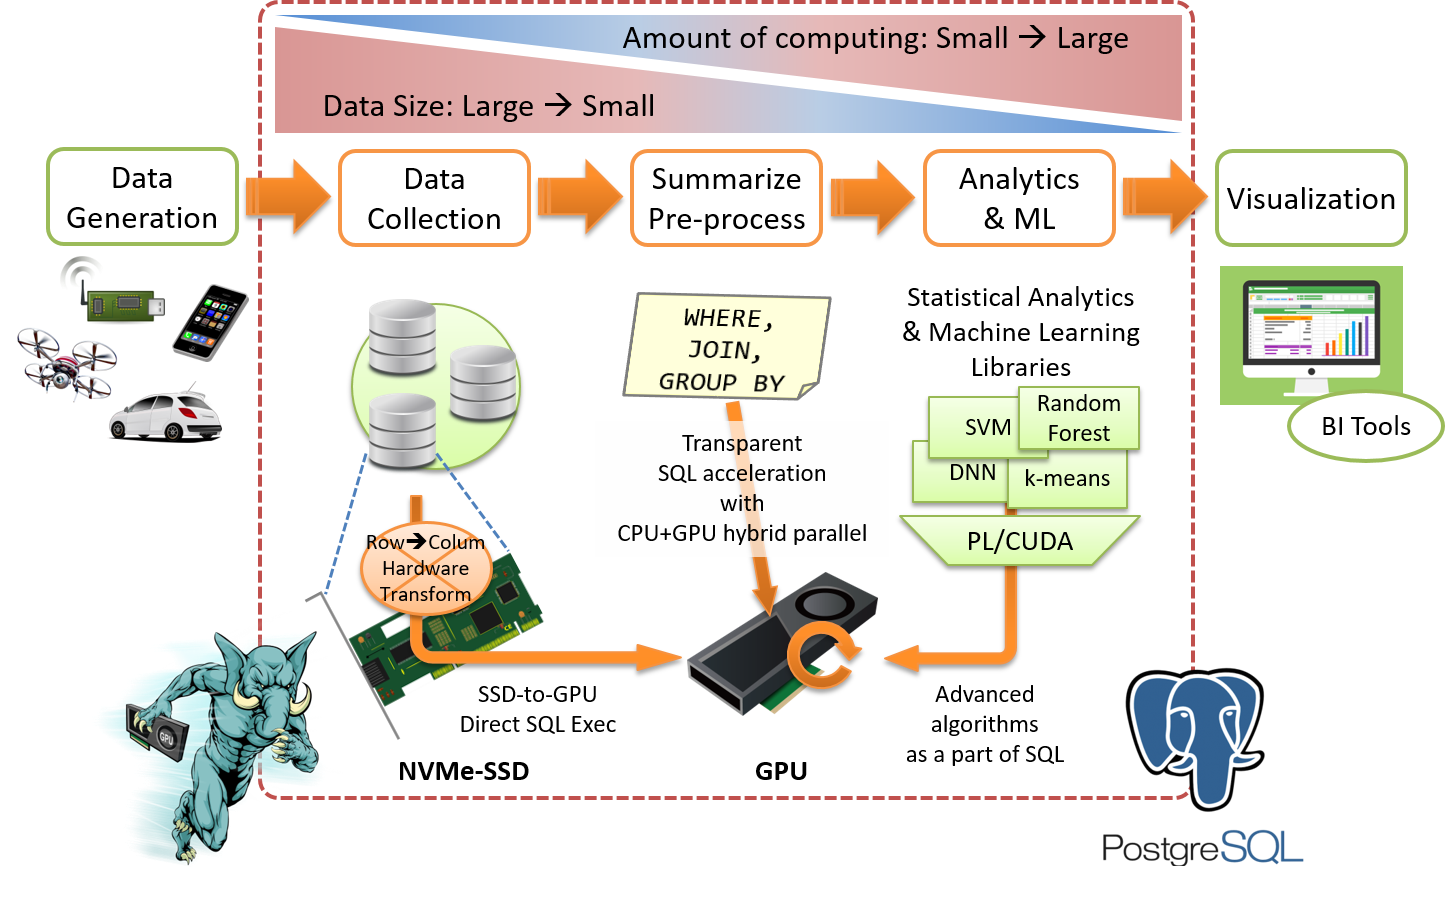 Amount of computing: Small → Large
Data Size: Large → Small
Data
Generation
Data
Collection
Summarize
Pre-process
Analytics
& ML
Visualization
WHERE,
JOIN,
GROUP BY
Statistical Analytics
& Machine Learning
Libraries
SVM
Random
Forest
DNN
k-means
PL/CUDA
BI Tools
Transparent
SQL acceleration
with
CPU+GPU hybrid parallel
Row→Colum
Hardware
Transform
SSD-to-GPU
Direct SQL Exec
NVMe-SSD
GPU
Advanced
algorithms
as a part of SQL
GPU
CE
PostgreSQL